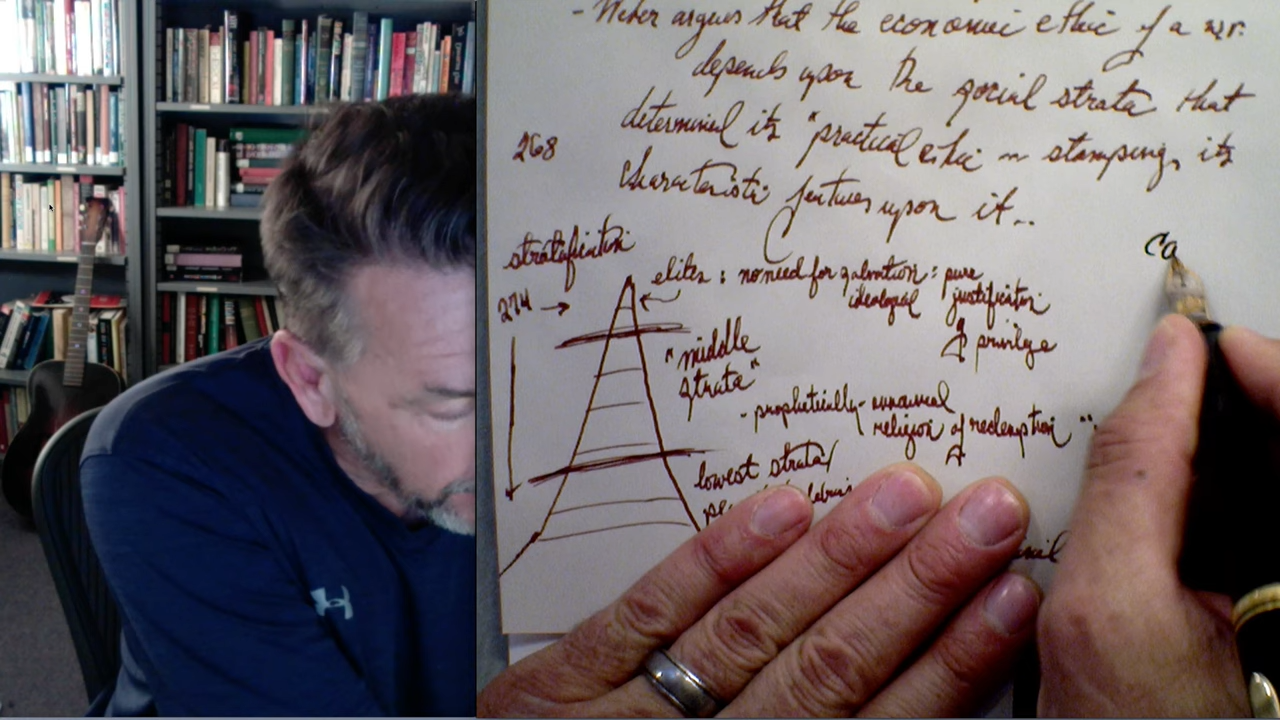 - Weber argues that the economic ethic of a w.r.
depends upon the social strata that
determined its "practical ethic ~ stamping its
268
characteristic features upon it...
stratification
elites : no need for salvation : pure
ideological justification
of privilege
274 →
"middle
strata"
- prophetically-announced
religion of redemption
lowest strata/
Ca